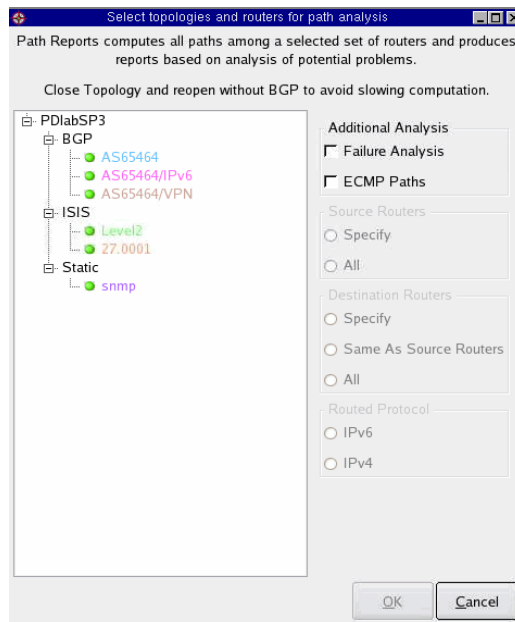 Select topologies and routers for path analysis
Path Reports computes all paths among a selected set of routers and produces
reports based on analysis of
potential problems.
Close Topology and reopen without BGP to avoid slowing computation.
PDlabSP3
BGP
AS65464
AS65464/IPv6
AS65464/VPN
ISIS
Level2
27.0001
Static
snmp
Additional Analysis
Failure Analysis
ECMP Paths
Source Routers
Specify
All
Destination Routers
Specify
Same As Source Routers
All
Routed Protocol
IPv6
IPv4
OK
Cancel